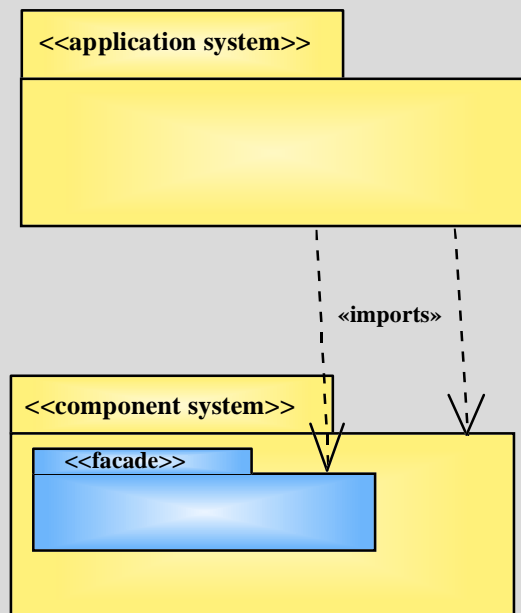 <<application system>>
«imports»
<<component system>>
<<facade>>